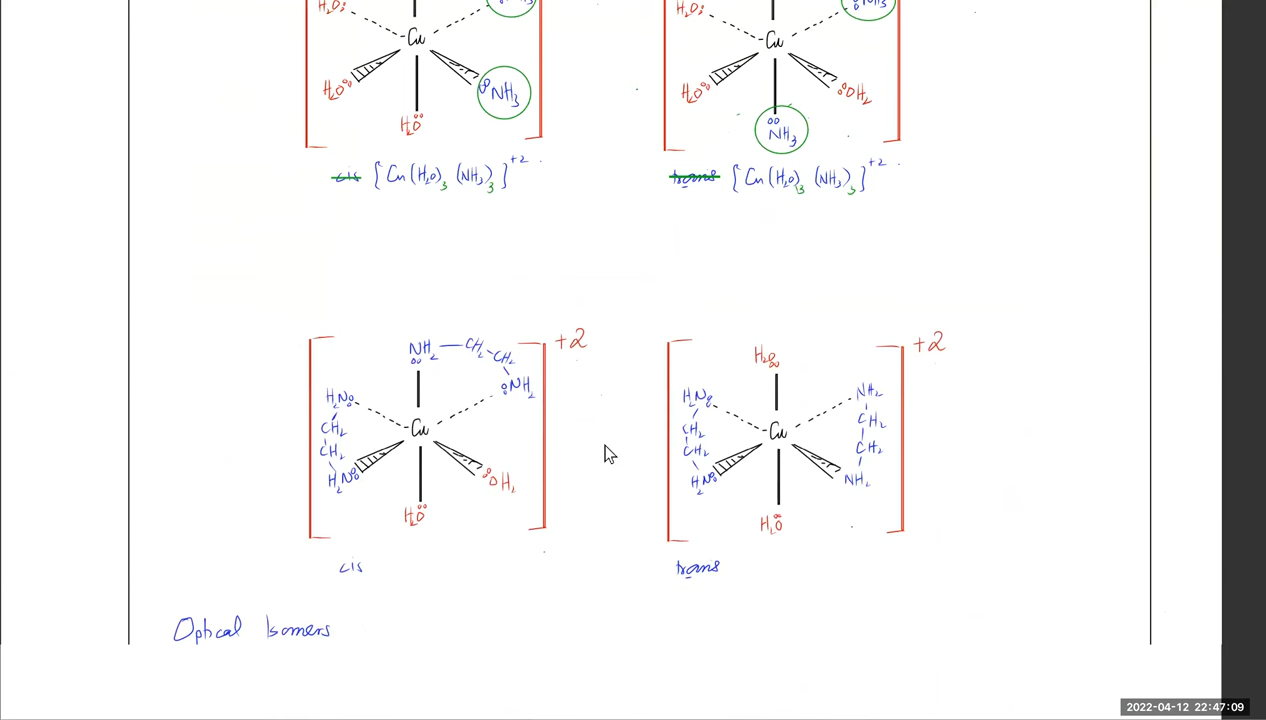 H₂O: NH₃ H₂O: NH₃
Cu Cu
H₂O: :NH₃ H₂O: :OH₂
H₂O: :NH₃
cis [Cu(H₂O)₃(NH₃)₃]⁺² trans [Cu(H₂O)₃(NH₃)₃]⁺²
NH₂—CH₂-CH₂ +2 H₂O: +2
H₂N: :NH₂ H₂N: NH₂
CH₂ Cu CH₂ Cu CH₂
CH₂ CH₂ CH₂
H₂N: :OH₂ H₂N: NH₂
H₂O: H₂O:
cis trans
Optical Isomers
2022-04-12 22:47:09